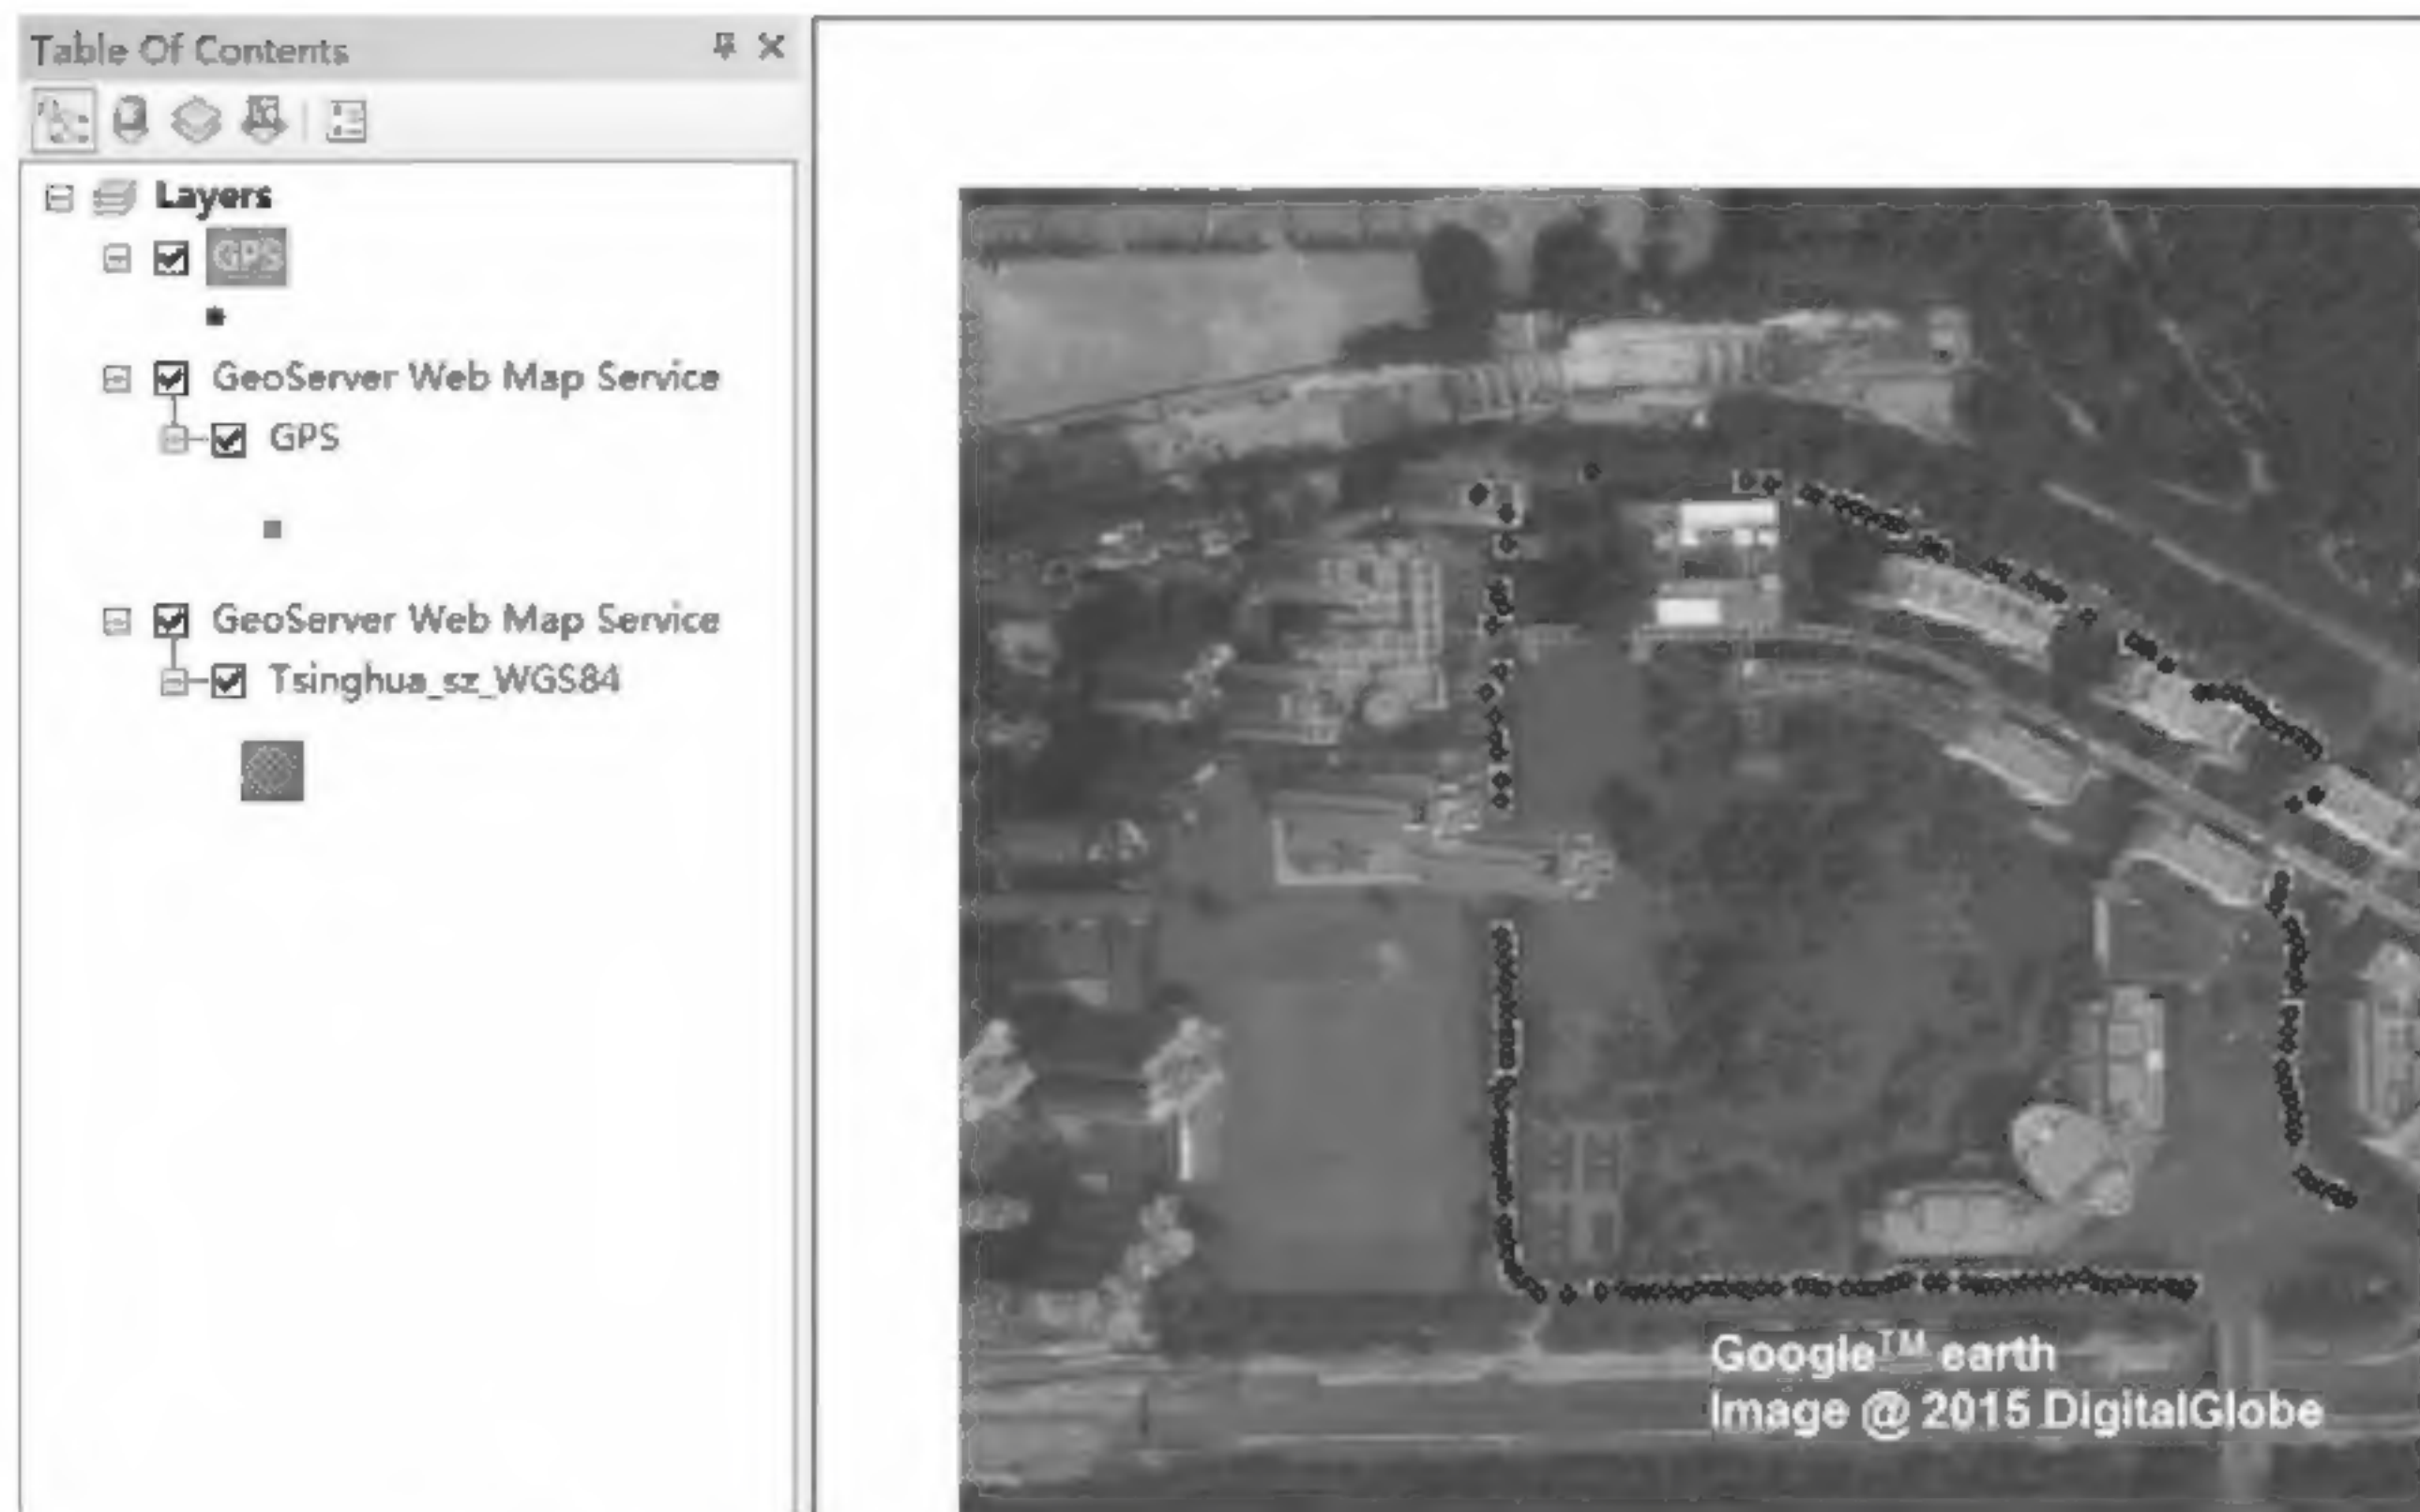 Table Of Contents
Layers
GPS
GeoServer Web Map Service
GPS
GeoServer Web Map Service
Tsinghua_sz_WGS84
Google™ earth
Image @ 2015 DigitalGlobe